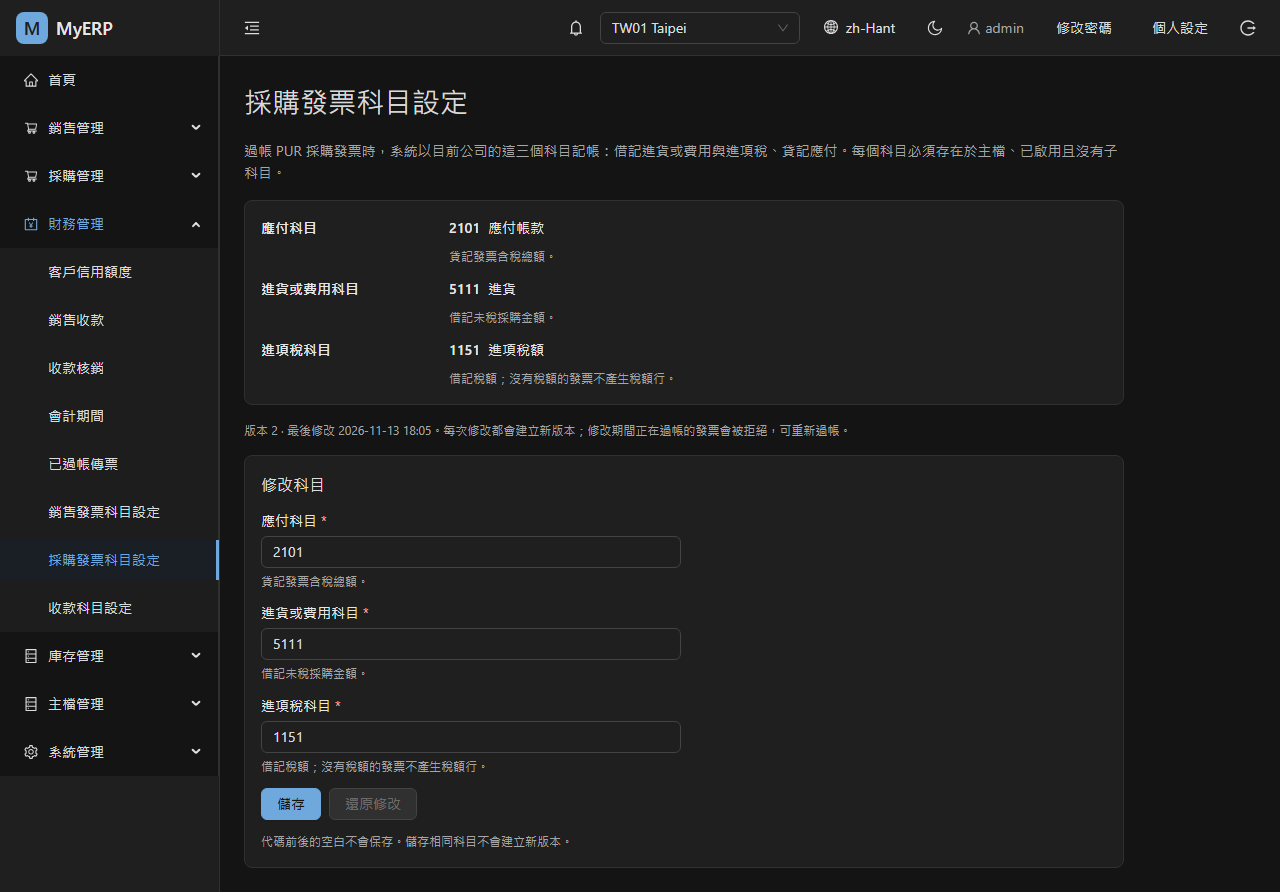 M MyERP
TW01 Taipei
zh-Hant
admin
修改密碼
個人設定
首頁
銷售管理
採購管理
財務管理
客戶信用額度
銷售收款
收款核銷
會計期間
已過帳傳票
銷售發票科目設定
採購發票科目設定
收款科目設定
庫存管理
主檔管理
系統管理
採購發票科目設定
過帳 PUR 採購發票時，系統以目前公司的這三個科目記帳：借記進貨或費用與進項稅、貸記應付。每個科目必須存在於主檔、已啟用且沒有子
科目。
應付科目 2101 應付帳款
貸記發票含稅總額。
進貨或費用科目 5111 進貨
借記未稅採購金額。
進項稅科目 1151 進項稅額
借記稅額；沒有稅額的發票不產生稅額行。
版本 2 · 最後修改 2026-11-13 18:05。每次修改都會建立新版本；修改期間正在過帳的發票會被拒絕，可重新過帳。
修改科目
應付科目 *
2101
貸記發票含稅總額。
進貨或費用科目 *
5111
借記未稅採購金額。
進項稅科目 *
1151
借記稅額；沒有稅額的發票不產生稅額行。
儲存 還原修改
代碼前後的空白不會保存。儲存相同科目不會建立新版本。